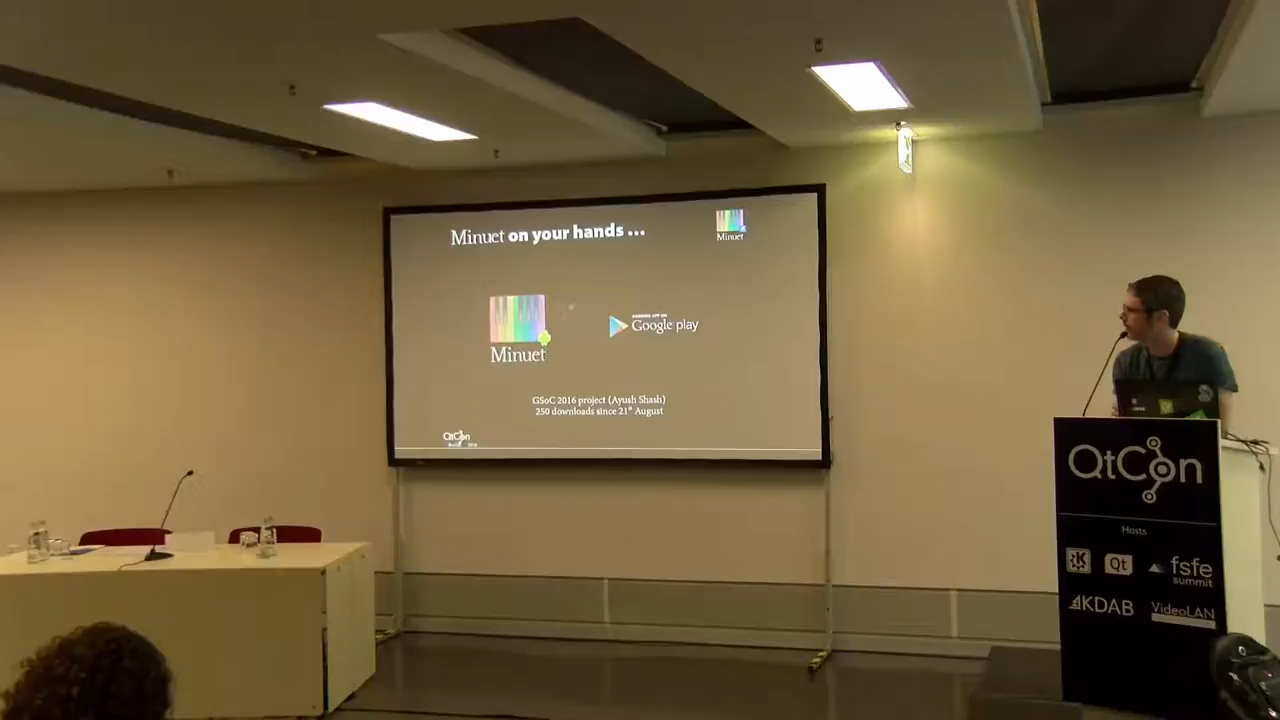 Minuet on your hands ...
Minuet
Minuet
Google play
GSoC 2016 project (Ayush Shash)
250 downloads since 21st August
QtCon
QtCon
Hosts
Qt
fsfe
summit
KDAB
VideoLAN